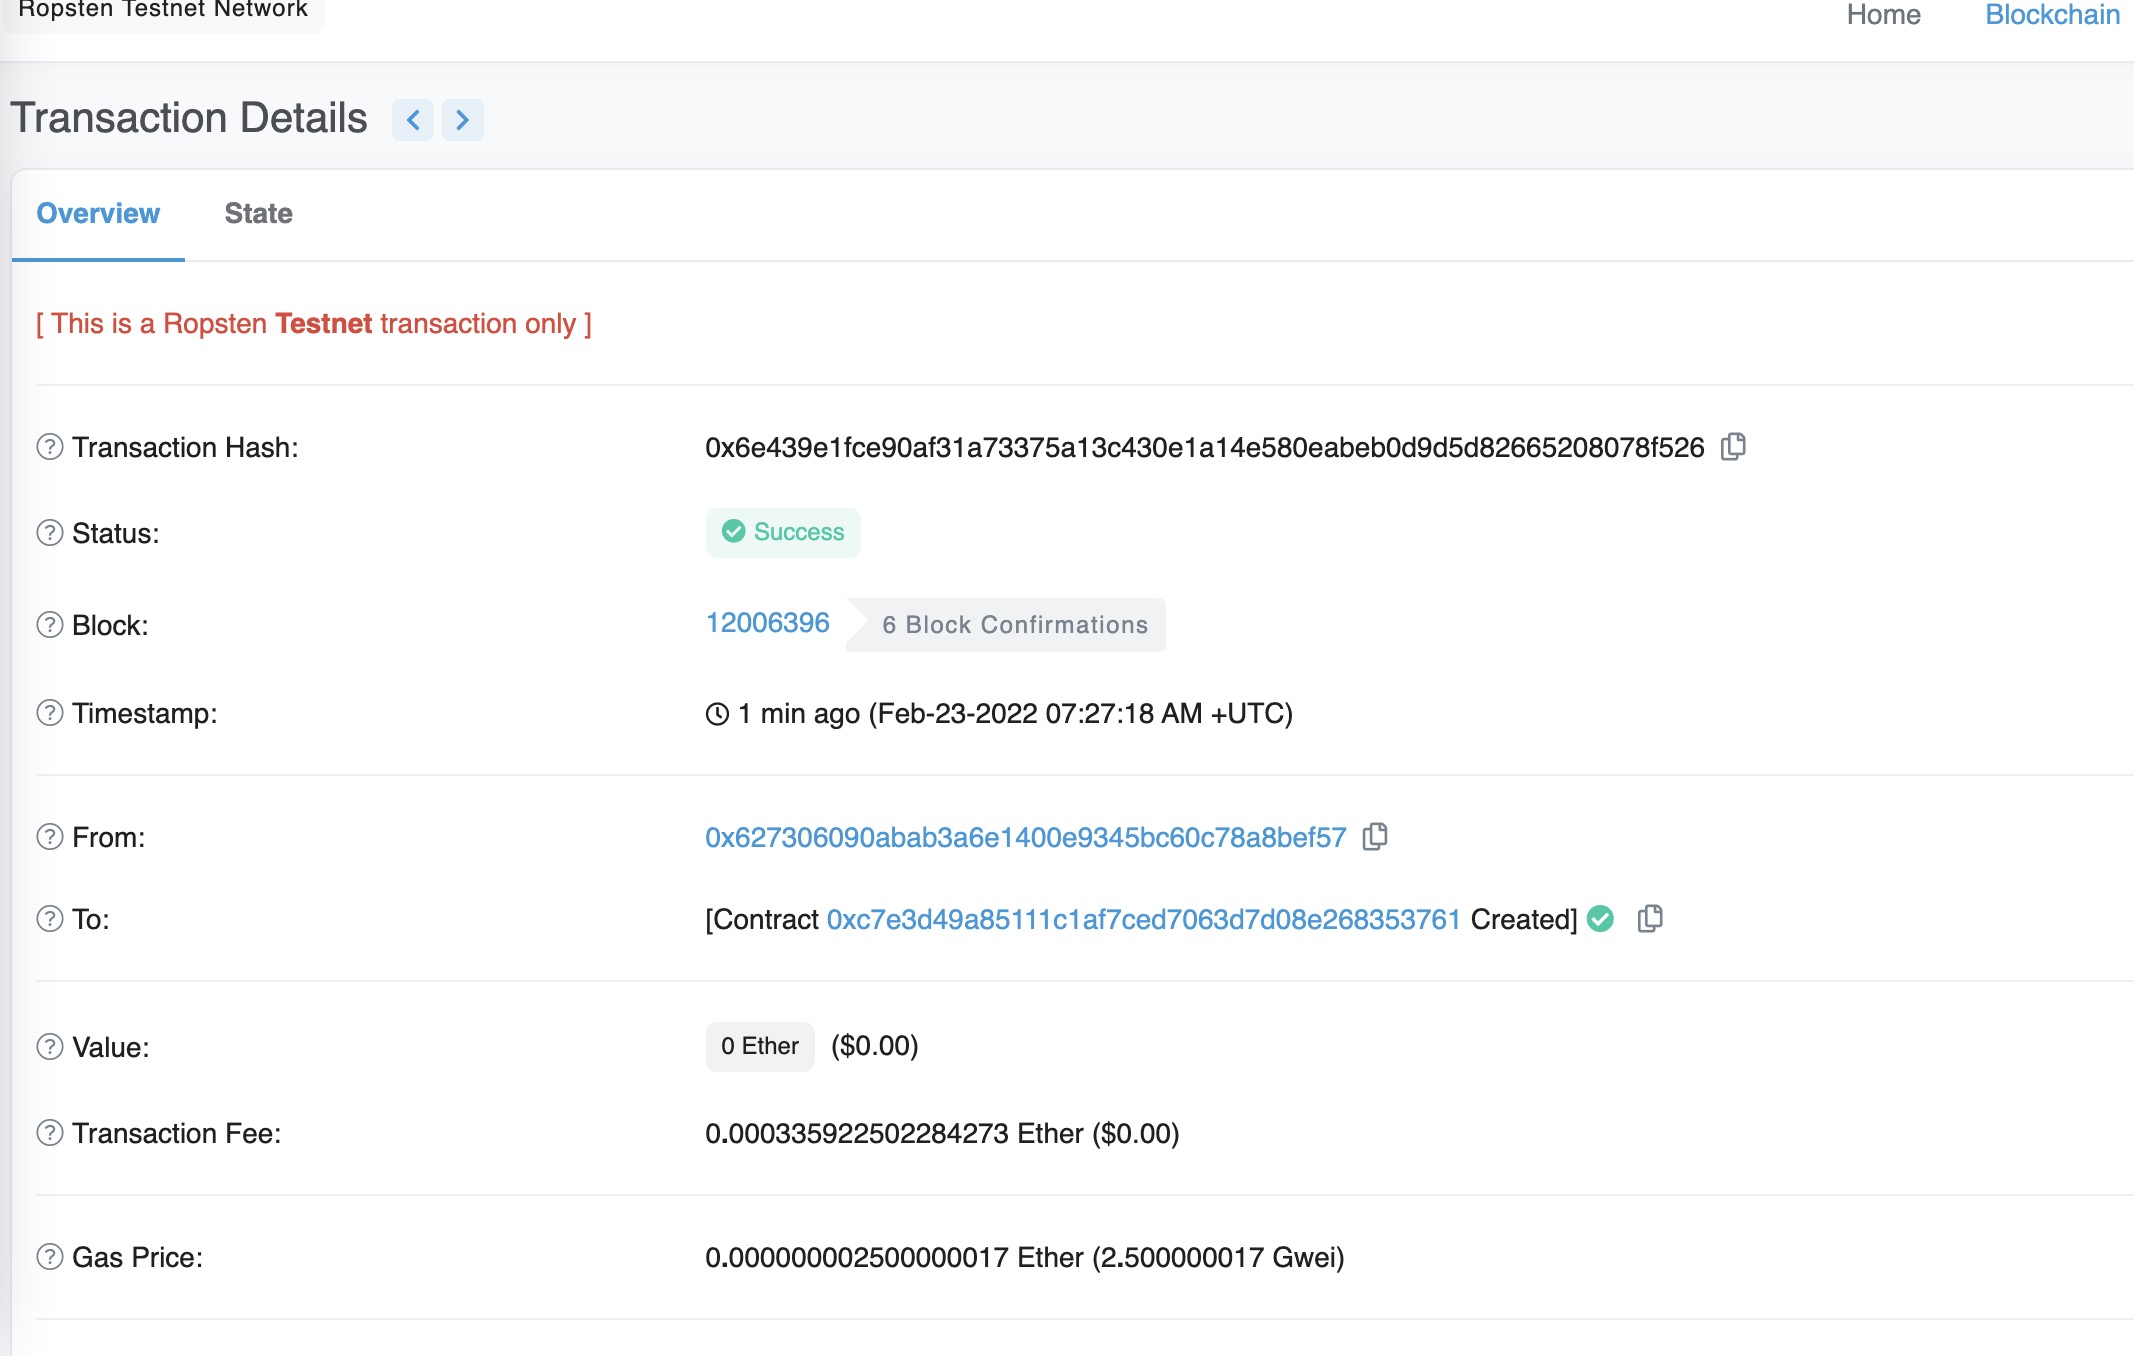 Ropsten Testnet Network
Home Blockchain
Transaction Details
Overview State
[ This is a Ropsten Testnet transaction only ]
Transaction Hash: 0x6e439e1fce90af31a73375a13c430e1a14e580eabeb0d9d5d82665208078f526
Status: Success
Block: 12006396 6 Block Confirmations
Timestamp: 1 min ago (Feb-23-2022 07:27:18 AM +UTC)
From: 0x627306090abab3a6e1400e9345bc60c78a8bef57
To: [Contract 0xc7e3d49a85111c1af7ced7063d7d08e268353761 Created]
Value: 0 Ether ($0.00)
Transaction Fee: 0.000335922502284273 Ether ($0.00)
Gas Price: 0.000000002500000017 Ether (2.500000017 Gwei)